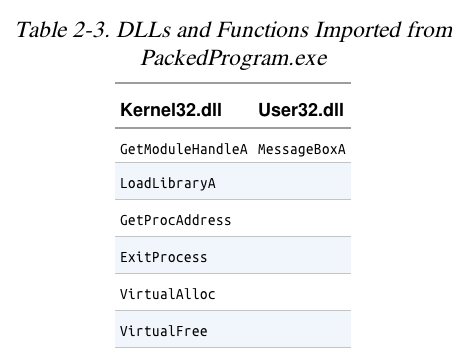 Table 2-3. DLLs and Functions Imported from
PackedProgram.exe
Kernel32.dll User32.dll
GetModuleHandleA MessageBoxA
LoadLibraryA
GetProcAddress
ExitProcess
VirtualAlloc
VirtualFree